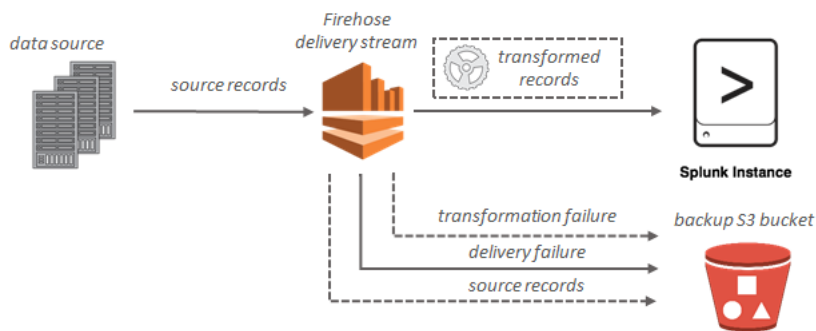 data source
source records
Firehose
delivery stream
transformed
records
>
Splunk Instance
transformation failure
delivery failure
source records
backup S3 bucket